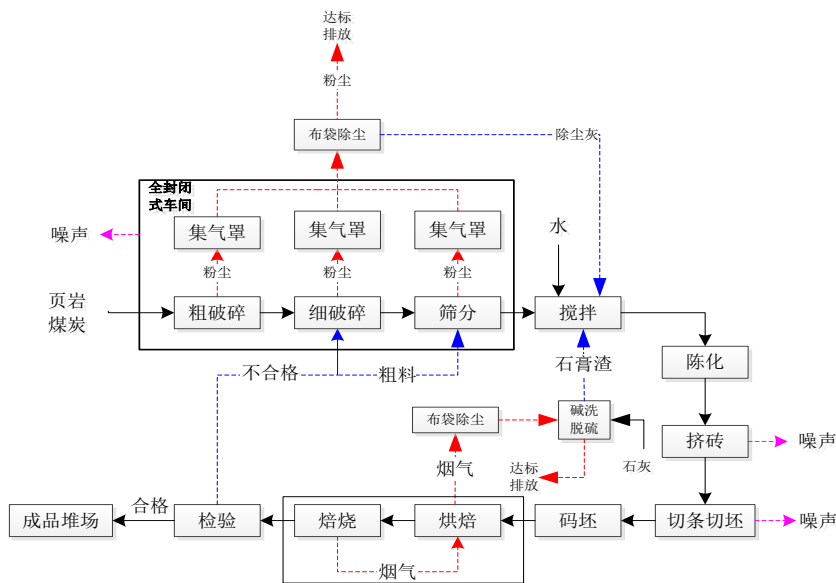 达标
排放
粉尘
布袋除尘
除尘灰
全封闭
式车间
噪声
集气罩
集气罩
集气罩
水
粉尘
粉尘
粉尘
页岩
煤炭
粗破碎
细破碎
筛分
搅拌
不合格
粗料
石膏渣
陈化
布袋除尘
碱洗
脱硫
挤砖
噪声
烟气
达标
排放
石灰
合格
成品堆场
检验
焙烧
烘焙
码坯
切条切坯
噪声
烟气